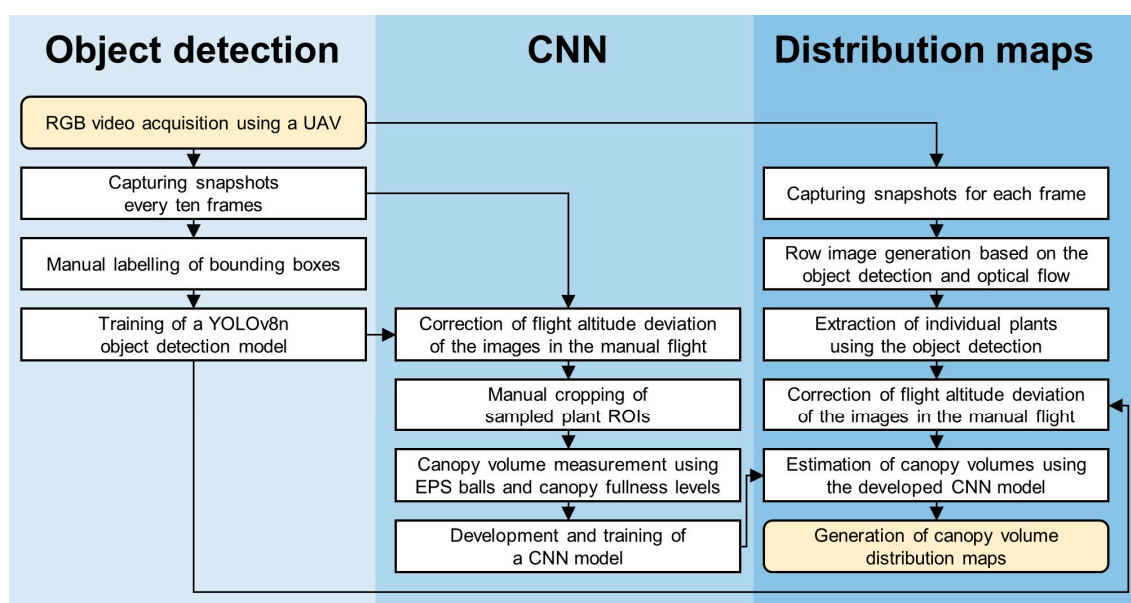 Object detection
RGB video acquisition using a UAV
Capturing snapshots
every ten frames
Manual labelling of bounding boxes
Training of a YOLOv8n
object detection model
CNN
Correction of flight altitude deviation
of the images in the manual flight
Manual cropping of
sampled plant ROIs
Canopy volume measurement using
EPS balls and canopy fullness levels
Development and training of
a CNN model
Distribution maps
Capturing snapshots for each frame
Row image generation based on the
object detection and optical flow
Extraction of individual plants
using the object detection
Correction of flight altitude deviation
of the images in the manual flight
Estimation of canopy volumes using
the developed CNN model
Generation of canopy volume
distribution maps